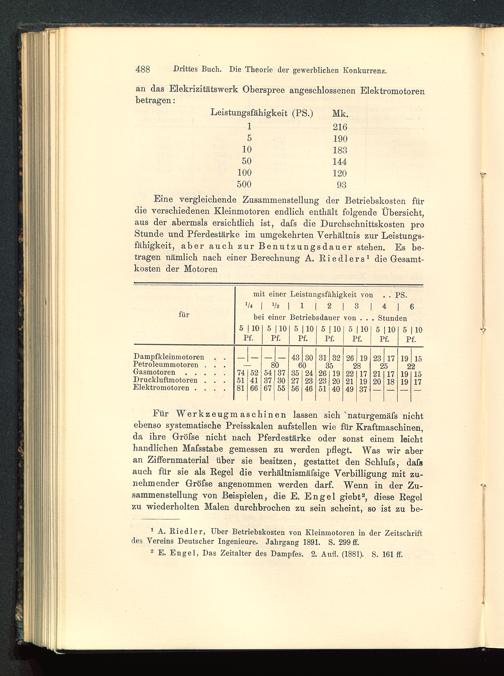 488 Drittes Buch. Die Theorie der gewerblichen Konkurrenz.
an das Elekrizitätswerk Oberspree angeschlossenen Elektromotoren
betragen:
Leistungsfähigkeit (PS.) Mk.
1 216
5 190
10 183
50 144
100 120
500 93
Eine vergleichende Zusammenstellung der Betriebskosten für
die verschiedenen Kleinmotoren endlich enthält folgende Übersicht,
aus der abermals ersichtlich ist, daſs die Durchschnittskosten pro
Stunde und Pferdestärke im umgekehrten Verhältnis zur Leistungs-
fähigkeit, aber auch zur Benutzungsdauer stehen. Es be-
tragen nämlich nach einer Berechnung A. Riedlers¹ die Gesamt-
kosten der Motoren
mit einer Leistungsfähigkeit von . . PS.
¼ | ½ | 1 | 2 | 3 | 4 | 6
für
bei einer Betriebsdauer von . . . Stunden
5 | 10 | 5 | 10 | 5 | 10 | 5 | 10 | 5 | 10 | 5 | 10 | 5 | 10
Pf. Pf. Pf. Pf. Pf. Pf. Pf.
Dampfkleinmotoren . . — | — | — | — | 43 | 30 | 31 | 32 | 26 | 19 | 23 | 17 | 19 | 15
Petroleummotoren . . . — 80 60 35 28 25 22
Gasmotoren . . . . . 74 | 52 | 54 | 37 | 35 | 24 | 26 | 19 | 22 | 17 | 21 | 17 | 19 | 15
Druckluftmotoren . . . 51 | 41 | 37 | 30 | 27 | 23 | 23 | 20 | 21 | 19 | 20 | 18 | 19 | 17
Elektromotoren . . . . 81 | 66 | 67 | 55 | 56 | 46 | 51 | 40 | 49 | 37 | — | — | — | —
Für Werkzeugmaschinen lassen sich naturgemäſs nicht
ebenso systematische Preisskalen aufstellen wie für Kraftmaschinen,
da ihre Gröſse nicht nach Pferdestärke oder sonst einem leicht
handlichen Maſsstabe gemessen zu werden pflegt. Was wir aber
an Ziffernmaterial über sie besitzen, gestattet den Schluſs, daſs
auch für sie als Regel die verhältnismäſsige Verbilligung mit zu-
nehmender Gröſse angenommen werden darf. Wenn in der Zu-
sammenstellung von Beispielen, die E. Engel giebt², diese Regel
zu wiederholten Malen durchbrochen zu sein scheint, so ist zu be-
¹ A. Riedler, Über Betriebskosten von Kleinmotoren in der Zeitschrift
des Vereins Deutscher Ingenieure. Jahrgang 1891. S. 299 ff.
² E. Engel, Das Zeitalter des Dampfes. 2. Aufl. (1881). S. 161 ff.